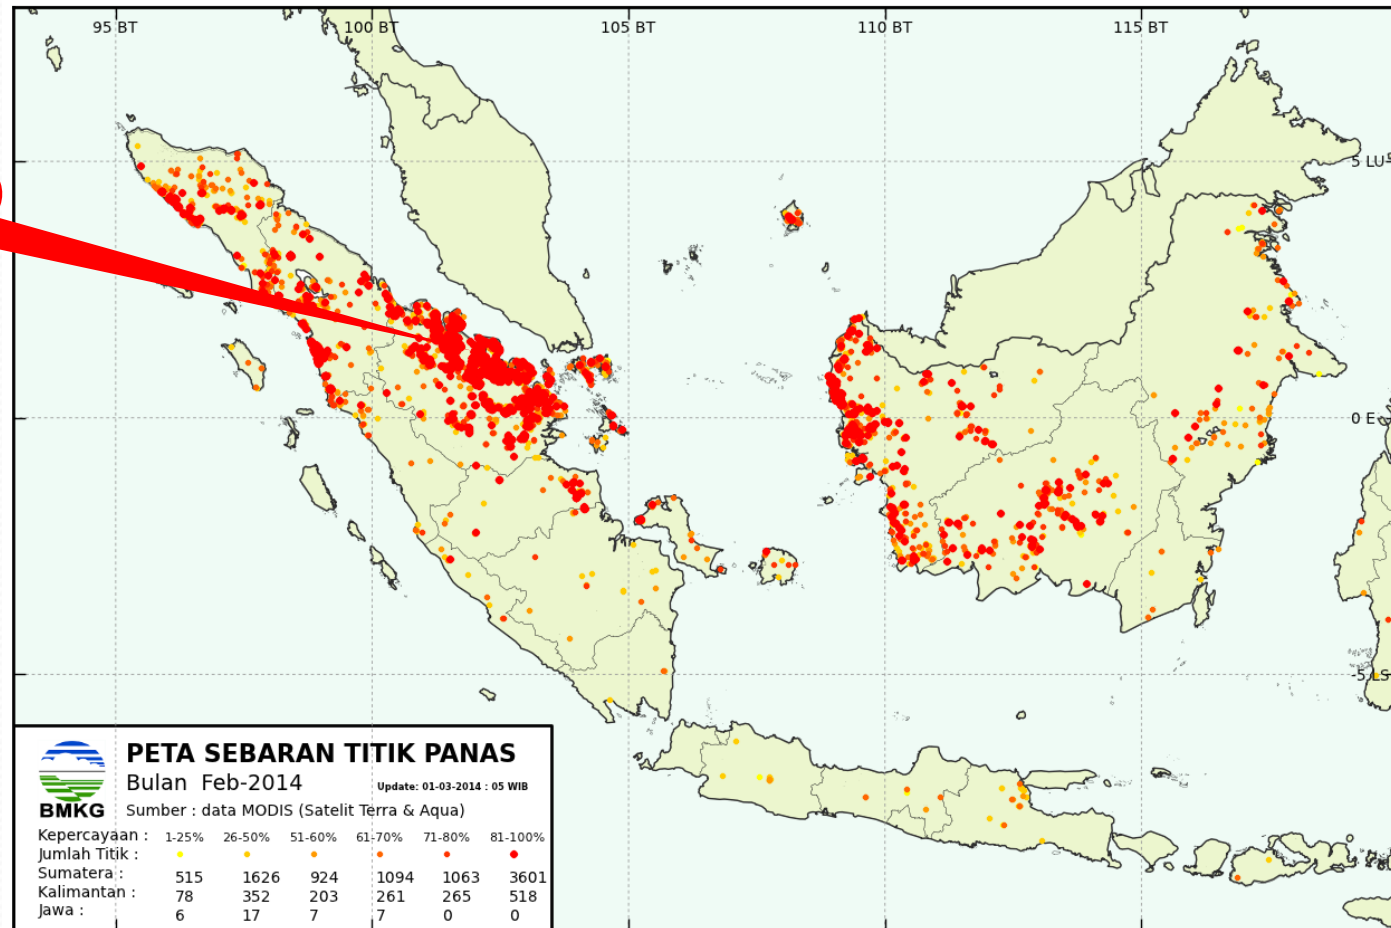 95 BT 100 BT 105 BT 110 BT 115 BT
5 LU
0 E
-5 LS
PETA SEBARAN TITIK PANAS
Bulan Feb-2014 Update: 01-03-2014 : 05 WIB
BMKG
Sumber : data MODIS (Satelit Terra & Aqua)
Kepercayaan : 1-25% 26-50% 51-60% 61-70% 71-80% 81-100%
Jumlah Titik :
Sumatera : 515 1626 924 1094 1063 3601
Kalimantan : 78 352 203 261 265 518
Jawa : 6 17 7 7 0 0